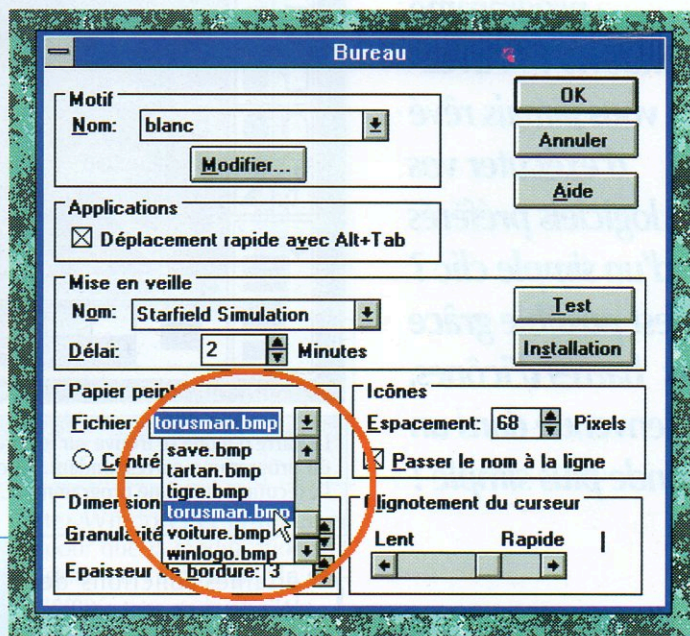 Bureau
Motif
Nom: blanc
Modifier...
OK
Annuler
Aide
Applications
Déplacement rapide avec Alt+Tab
Mise en veille
Nom: Starfield Simulation
Délai: 2 Minutes
Test
Installation
Papier peint
Fichier: torusman.bmp
Centré
save.bmp
tartan.bmp
tigre.bmp
torusman.bmp
voiture.bmp
winlogo.bmp
Icônes
Espacement: 68 Pixels
Passer le nom à la ligne
Dimension
Granularité
Epaisseur de bordure: 3
Clignotement du curseur
Lent Rapide